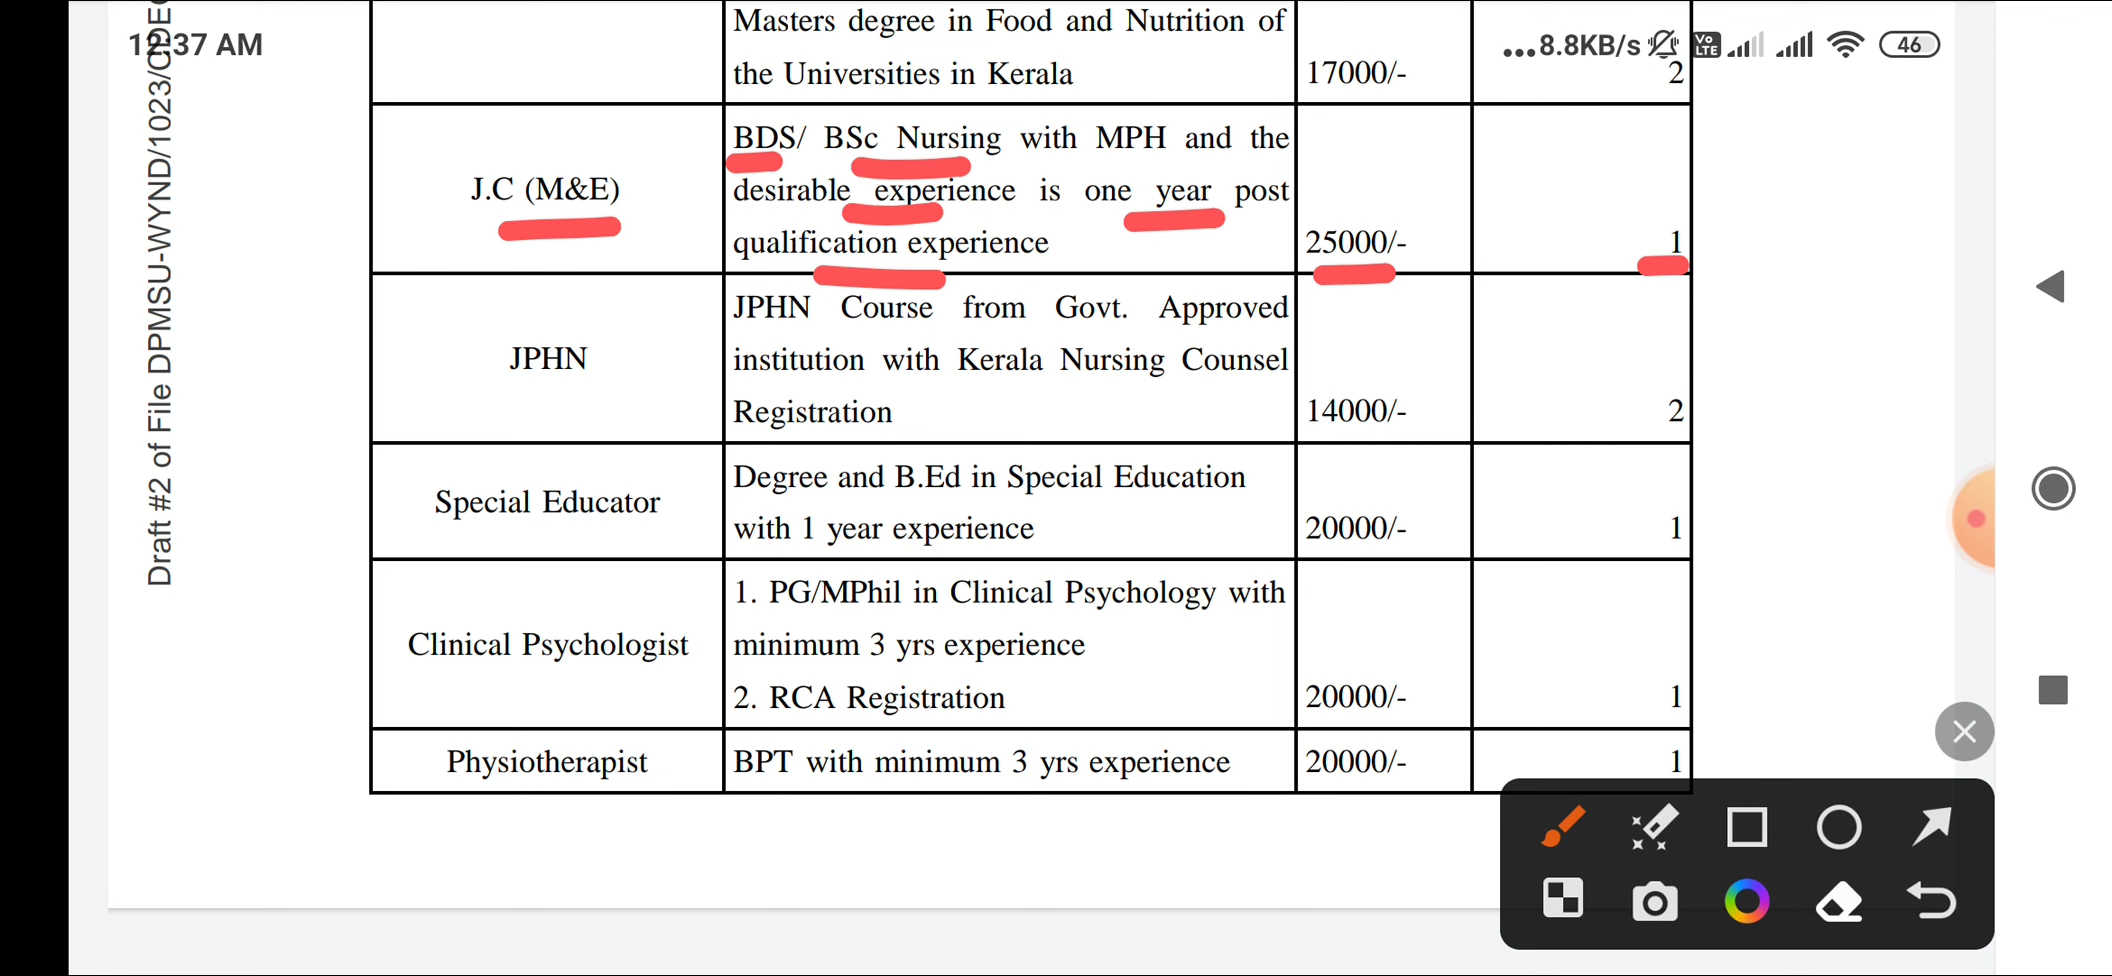 12:37 AM
...8.8KB/s
Vo LTE
46
Draft #2 of File DPMSU-WYND/1023/CDEO
Masters degree in Food and Nutrition of
the Universities in Kerala
17000/-
2
J.C (M&E)
BDS/ BSc Nursing with MPH and the
desirable experience is one year post
qualification experience
25000/-
1
JPHN
JPHN Course from Govt. Approved
institution with Kerala Nursing Counsel
Registration
14000/-
2
Special Educator
Degree and B.Ed in Special Education
with 1 year experience
20000/-
1
Clinical Psychologist
1. PG/MPhil in Clinical Psychology with
minimum 3 yrs experience
2. RCA Registration
20000/-
1
Physiotherapist
BPT with minimum 3 yrs experience
20000/-
1